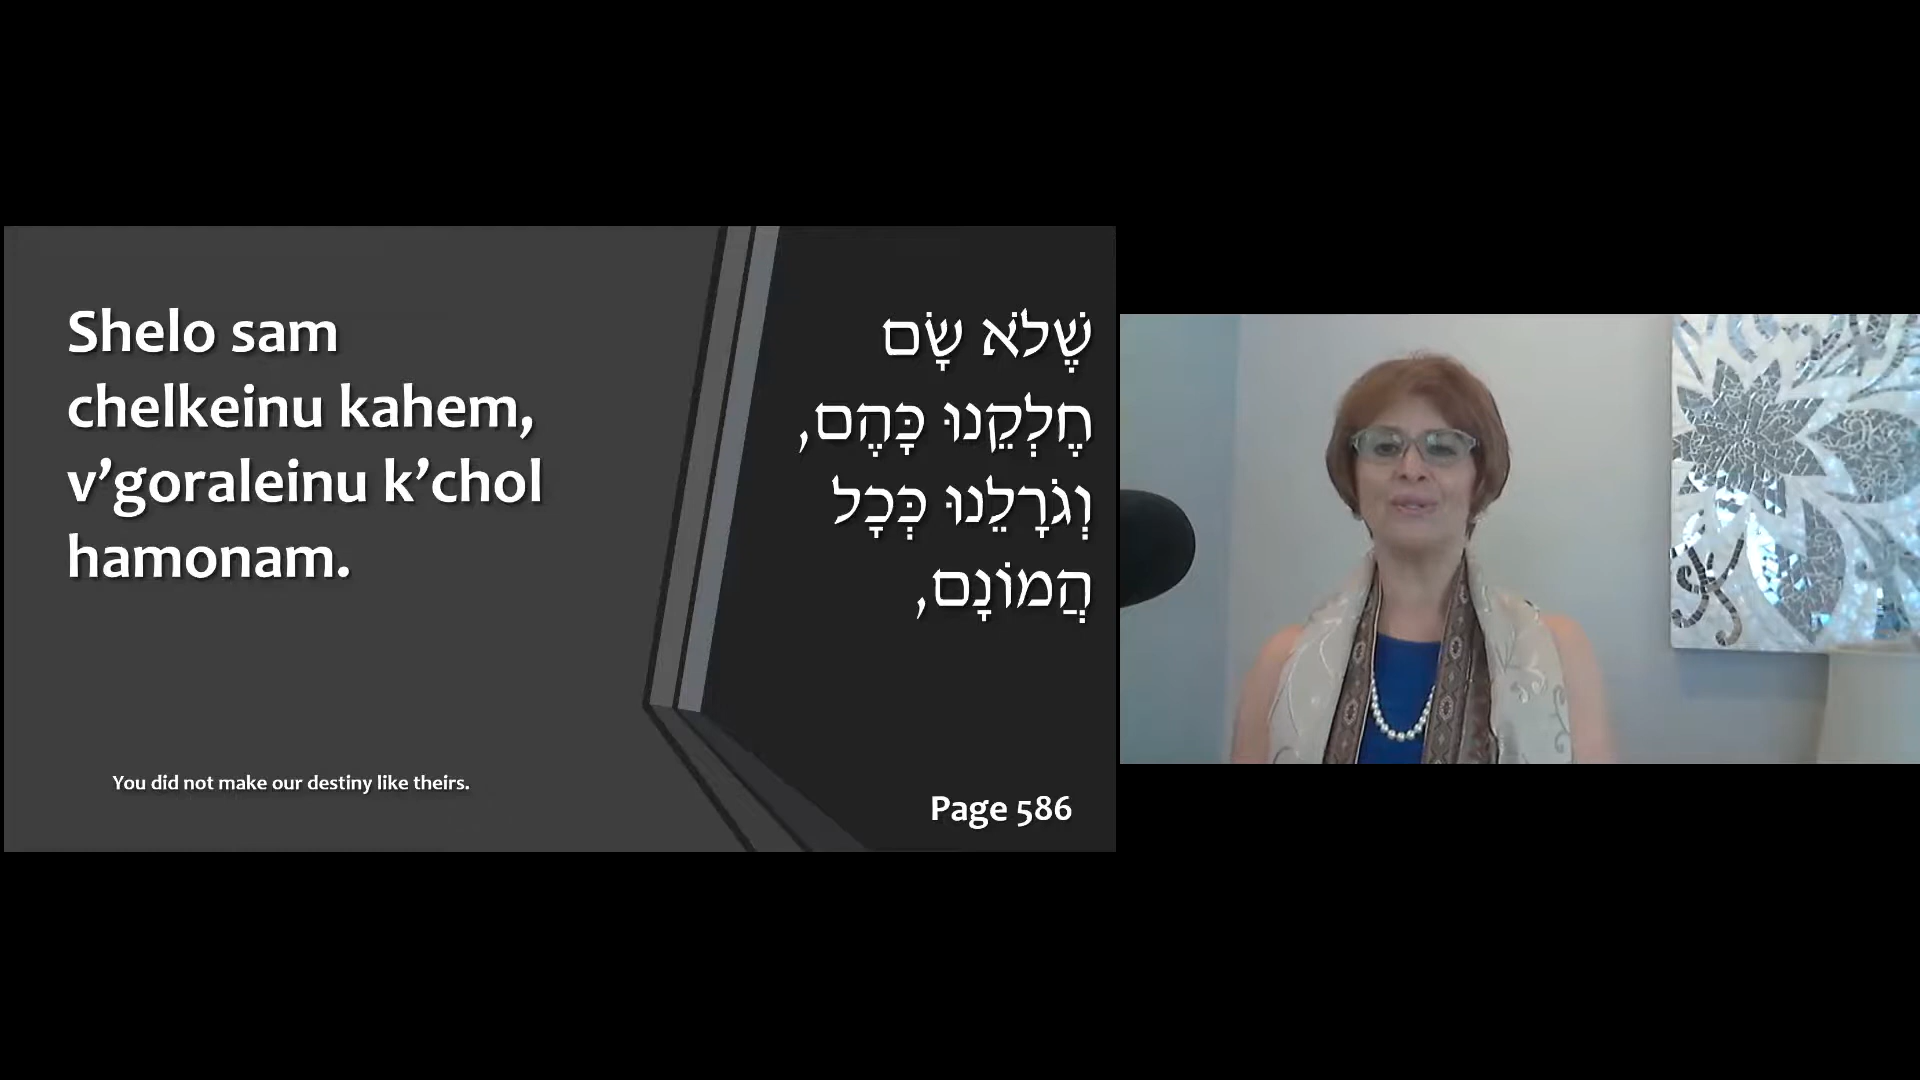 Shelo sam
chelkeinu kahem,
v’goraleinu k’chol
hamonam.
שֶׁלֹּא שָׂם
חֶלְקֵנוּ כָּהֶם,
וְגֹרָלֵנוּ כְּכָל
הֲמוֹנָם,
You did not make our destiny like theirs.
Page 586